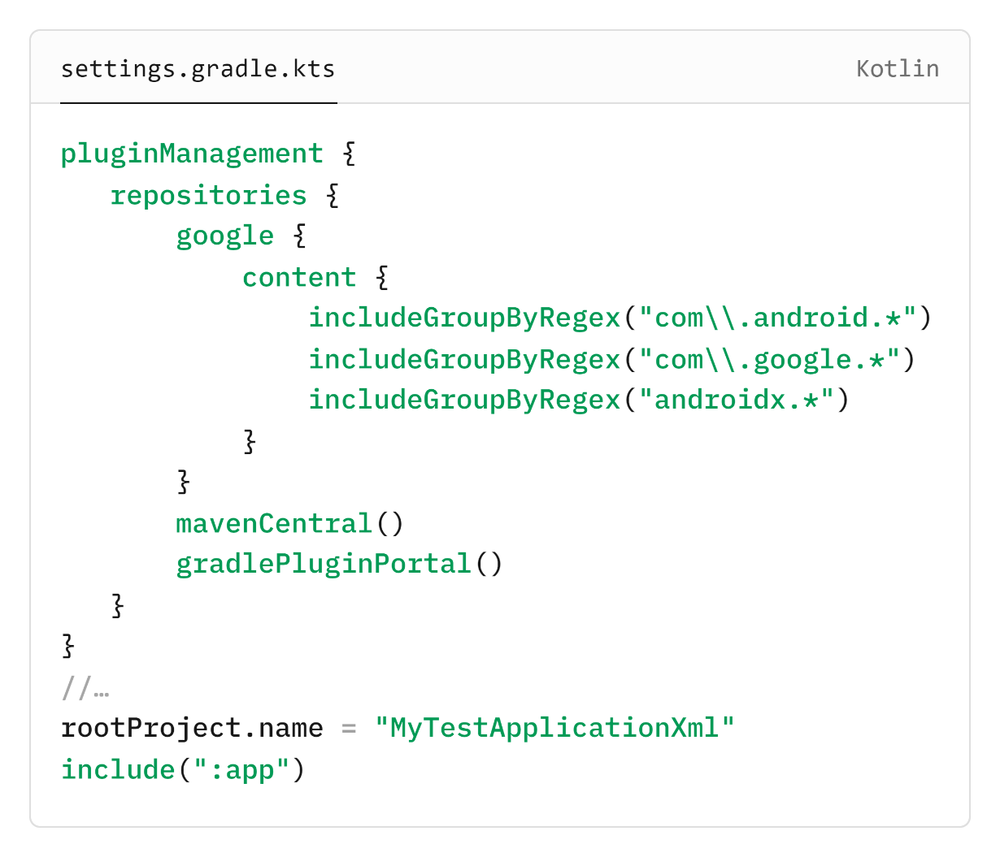 settings.gradle.kts
Kotlin
pluginManagement {
repositories {
google {
content {
includeGroupByRegex("com\\.android.*")
includeGroupByRegex("com\\.google.*")
includeGroupByRegex("androidx.*")
}
}
mavenCentral()
gradlePluginPortal()
}
}
//…
rootProject.name = "MyTestApplicationXml"
include(":app")